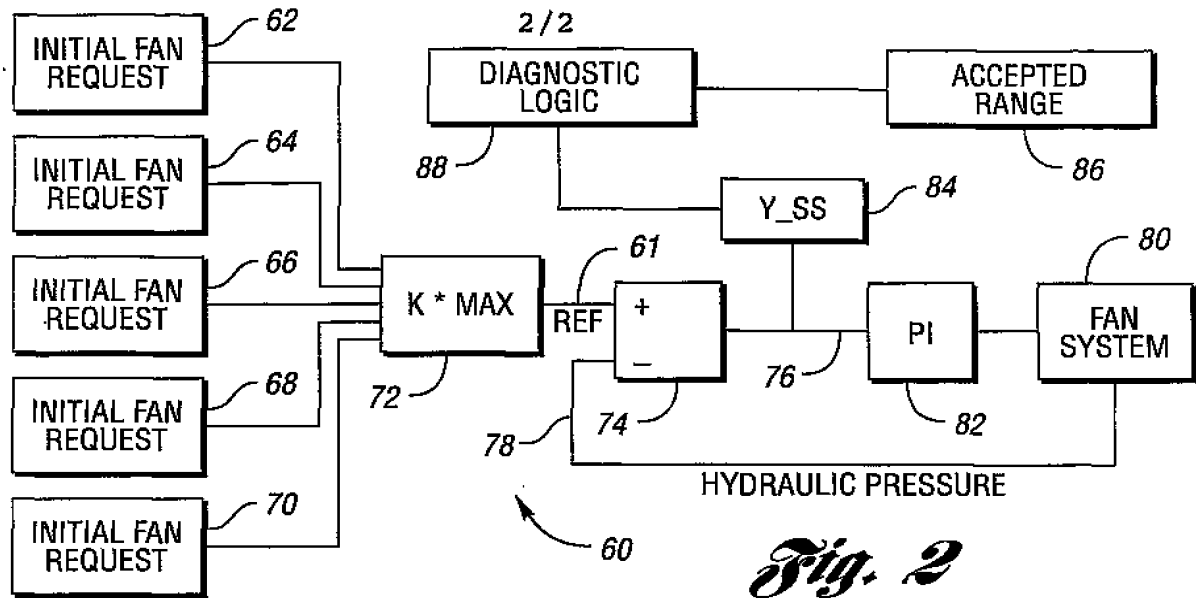 2/2
INITIAL FAN
REQUEST
62
INITIAL FAN
REQUEST
64
INITIAL FAN
REQUEST
66
INITIAL FAN
REQUEST
68
INITIAL FAN
REQUEST
70
DIAGNOSTIC
LOGIC
88
ACCEPTED
RANGE
86
Y_SS
84
K * MAX
72
61
REF
+
–
74
76
PI
82
80
FAN
SYSTEM
78
HYDRAULIC PRESSURE
60
Fig. 2